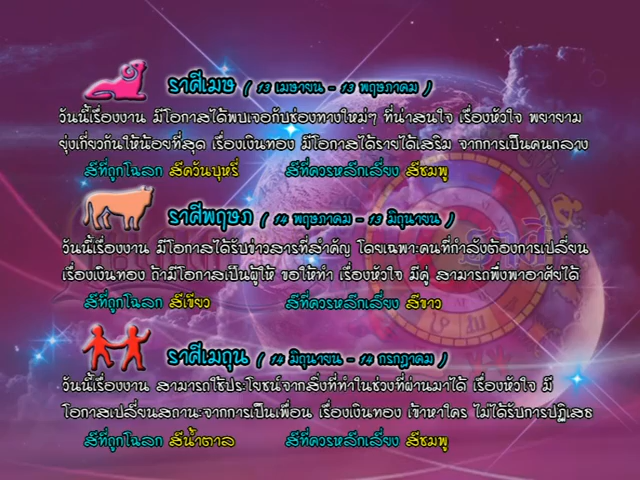 ราศีเมษ ( 13 เมษายน - 13 พฤษภาคม )
วันนี้เรื่องงาน มีโอกาสได้พบเจอกับช่องทางใหม่ๆ ที่น่าสนใจ เรื่องหัวใจ พยายาม
ยุ่งเกี่ยวกันให้น้อยที่สุด เรื่องเงินทอง มีโอกาสได้รายได้เสริม จากการเป็นคนกลาง
สีที่ถูกโฉลก สีควันบุหรี่ สีที่ควรหลีกเลี่ยง สีชมพู
ราศีพฤษภ ( 14 พฤษภาคม - 13 มิถุนายน )
วันนี้เรื่องงาน มีโอกาสได้รับข่าวสารที่สำคัญ โดยเฉพาะคนที่กำลังต้องการเปลี่ยน
เรื่องเงินทอง ถ้ามีโอกาสเป็นผู้ให้ ขอให้ทำ เรื่องหัวใจ มีคู่ สามารถพึ่งพาอาศัยได้
สีที่ถูกโฉลก สีเขียว สีที่ควรหลีกเลี่ยง สีขาว
ราศีเมถุน ( 14 มิถุนายน - 14 กรกฎาคม )
วันนี้เรื่องงาน สามารถใช้ประโยชน์จากสิ่งที่ทำในช่วงที่ผ่านมาได้ เรื่องหัวใจ มี
โอกาสเปลี่ยนสถานะจากการเป็นเพื่อน เรื่องเงินทอง เข้าหาใคร ไม่ได้รับการปฏิเสธ
สีที่ถูกโฉลก สีน้ำตาล สีที่ควรหลีกเลี่ยง สีชมพู